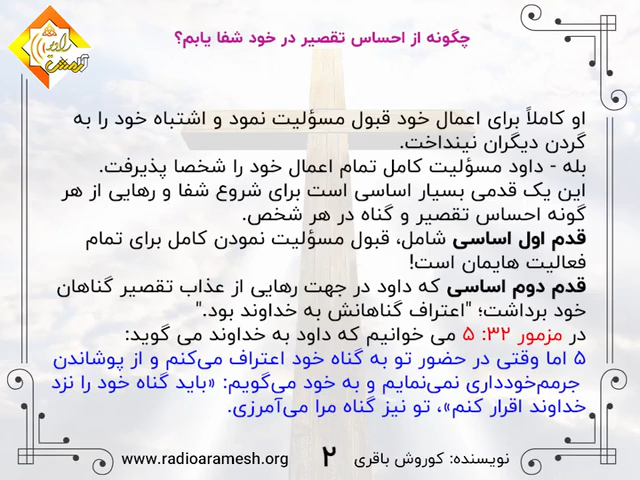 چگونه از احساس تقصیر در خود شفا یابم؟
او کاملاً برای اعمال خود قبول مسؤلیت نمود و اشتباه خود را به
گردن دیگران نینداخت.
بله - داود مسؤلیت کامل تمام اعمال خود را شخصا پذیرفت.
این یک قدمی بسیار اساسی است برای شروع شفا و رهایی از هر
گونه احساس تقصیر و گناه در هر شخص.
قدم اول اساسی شامل، قبول مسؤلیت نمودن کامل برای تمام
فعالیت هایمان است!
قدم دوم اساسی که داود در جهت رهایی از عذاب تقصیر گناهان
خود برداشت؛ "اعتراف گناهانش به خداوند بود."
در مزمور ۳۲: ۵ می خوانیم که داود به خداوند می گوید:
۵ اما وقتی در حضور تو به گناه خود اعتراف می‌کنم و از پوشاندن
جرمم‌خودداری نمی‌نمایم و به خود می‌گویم: «باید گناه خود را نزد
خداوند اقرار کنم»، تو نیز گناه مرا می‌آمرزی.
نویسنده: کوروش باقری
۲
www.radioaramesh.org